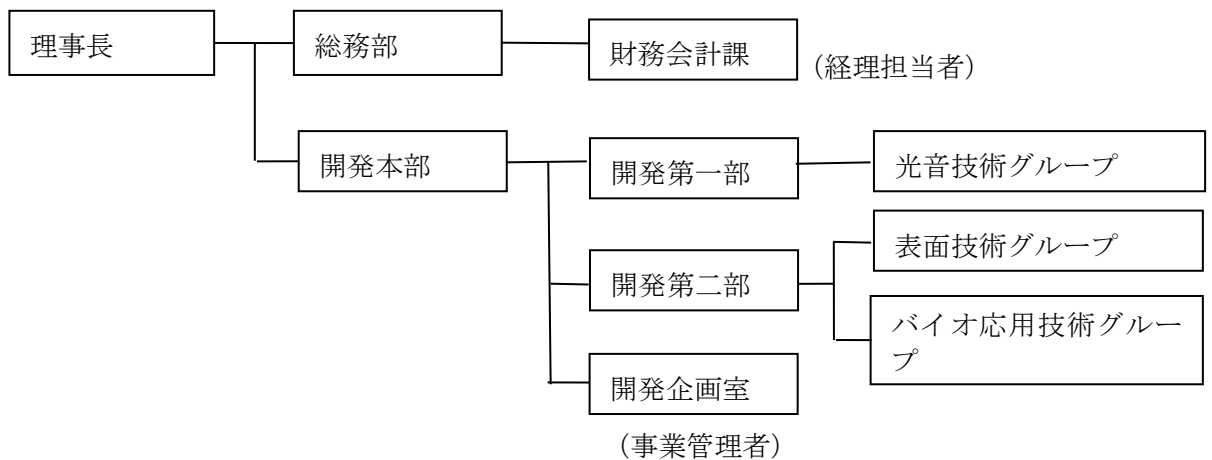 理事長
総務部
財務会計課
(経理担当者)
開発本部
開発第一部
光音技術グループ
開発第二部
表面技術グループ
バイオ応用技術グルー
プ
開発企画室
(事業管理者)